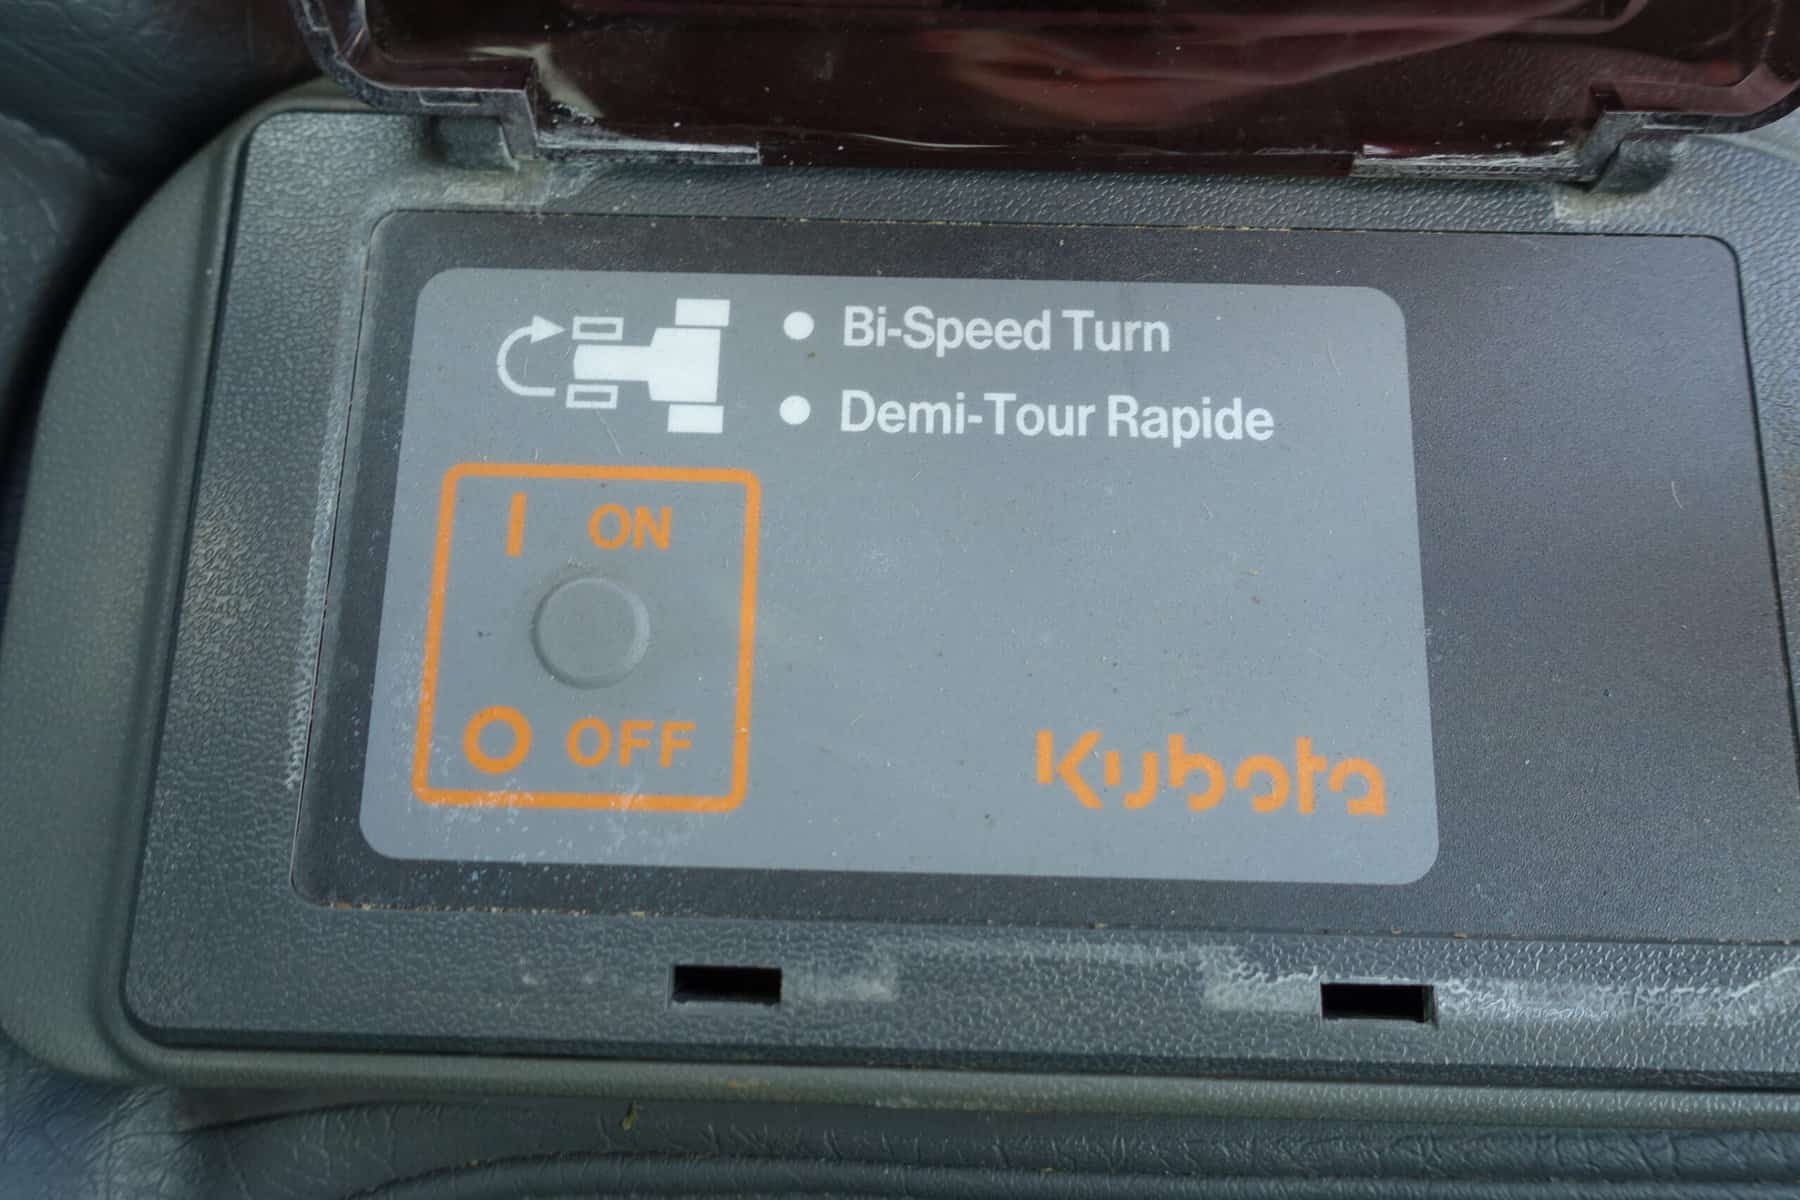 Bi-Speed Turn
Demi-Tour Rapide
I ON
O OFF
Kubota